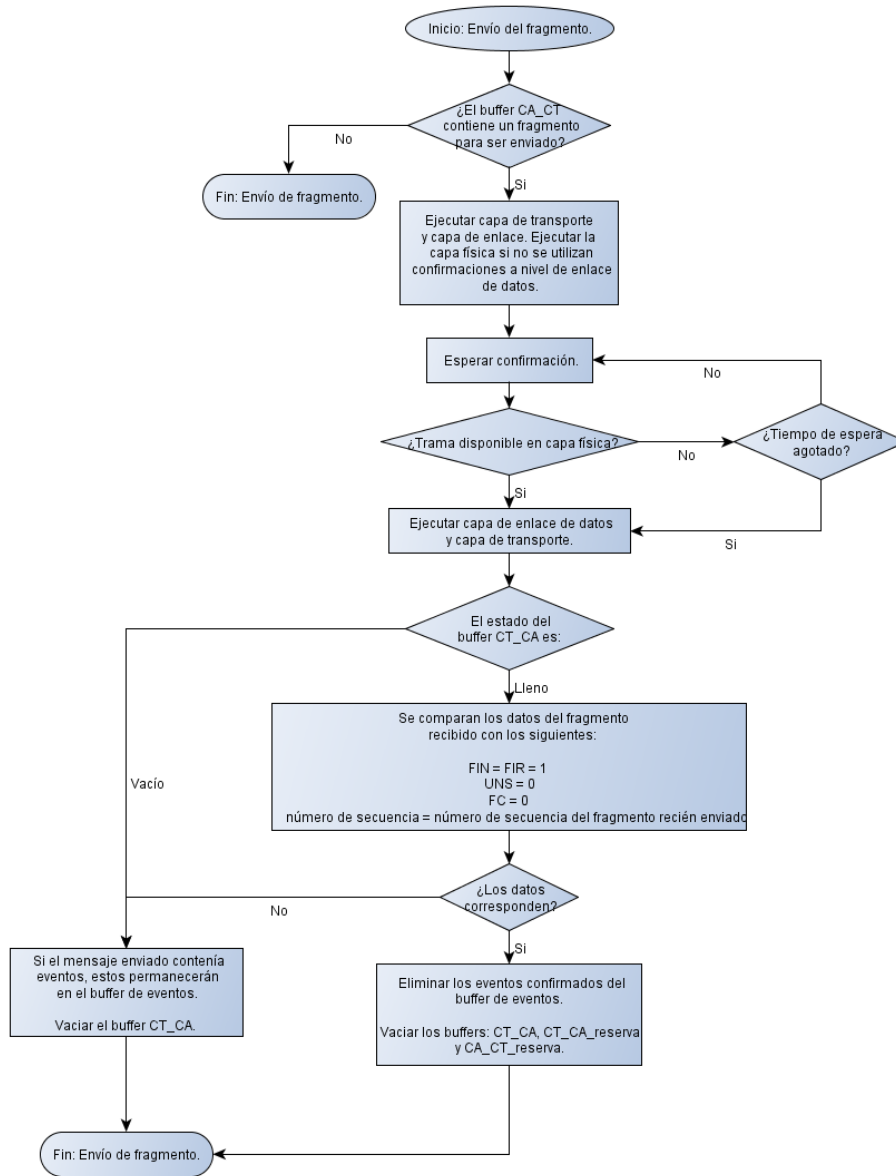 Inicio: Envío del fragmento.
¿El buffer CA_CT
contiene un fragmento
para ser enviado?
No
Si
Fin: Envío de fragmento.
Ejecutar capa de transporte
y capa de enlace. Ejecutar la
capa física si no se utilizan
confirmaciones a nivel de enlace
de datos.
Esperar confirmación.
No
¿Trama disponible en capa física?
No
¿Tiempo de espera
agotado?
Si
Si
Ejecutar capa de enlace de datos
y capa de transporte.
El estado del
buffer CT_CA es:
Lleno
Vacío
Se comparan los datos del fragmento
recibido con los siguientes:
FIN = FIR = 1
UNS = 0
FC = 0
número de secuencia = número de secuencia del fragmento recién enviado
¿Los datos
corresponden?
No
Si
Si el mensaje enviado contenía
eventos, estos permanecerán
en el buffer de eventos.
Vaciar el buffer CT_CA.
Eliminar los eventos confirmados del
buffer de eventos.
Vaciar los buffers: CT_CA, CT_CA_reserva
y CA_CT_reserva.
Fin: Envío de fragmento.